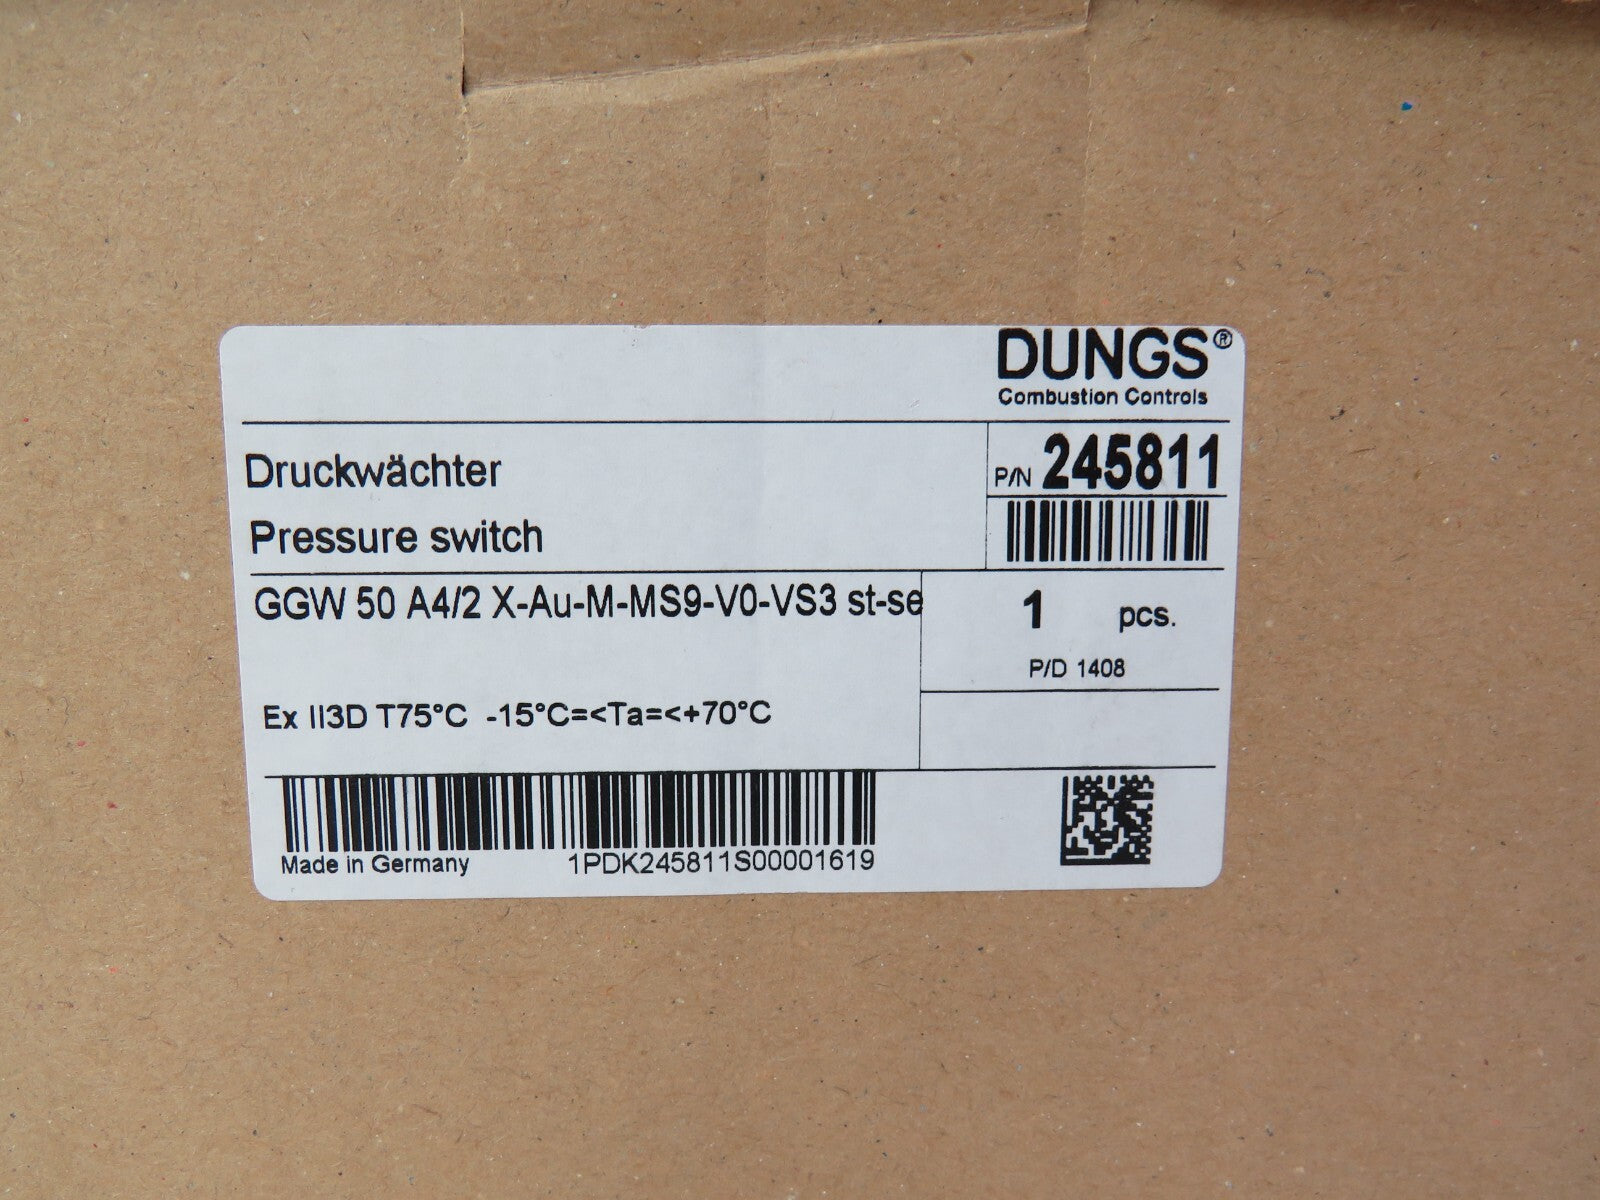 DUNGS®
Combustion Controls
Druckwächter
P/N 245811
Pressure switch
GGW 50 A4/2 X-Au-M-MS9-V0-VS3 st-se
1 pcs.
P/D 1408
Ex II3D T75°C -15°C=<Ta=<+70°C
Made in Germany 1PDK245811S00001619